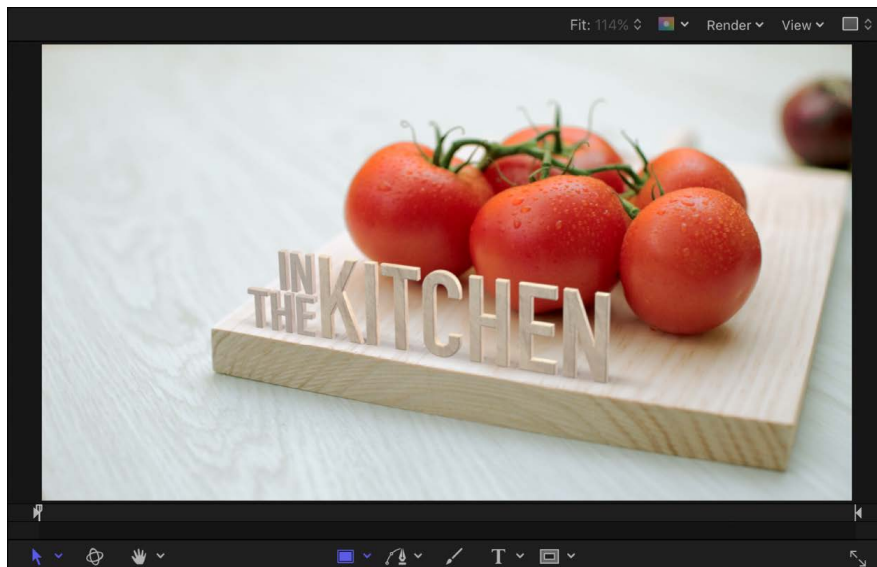 Fit: 114%
Render
View
IN
THE KITCHEN
T